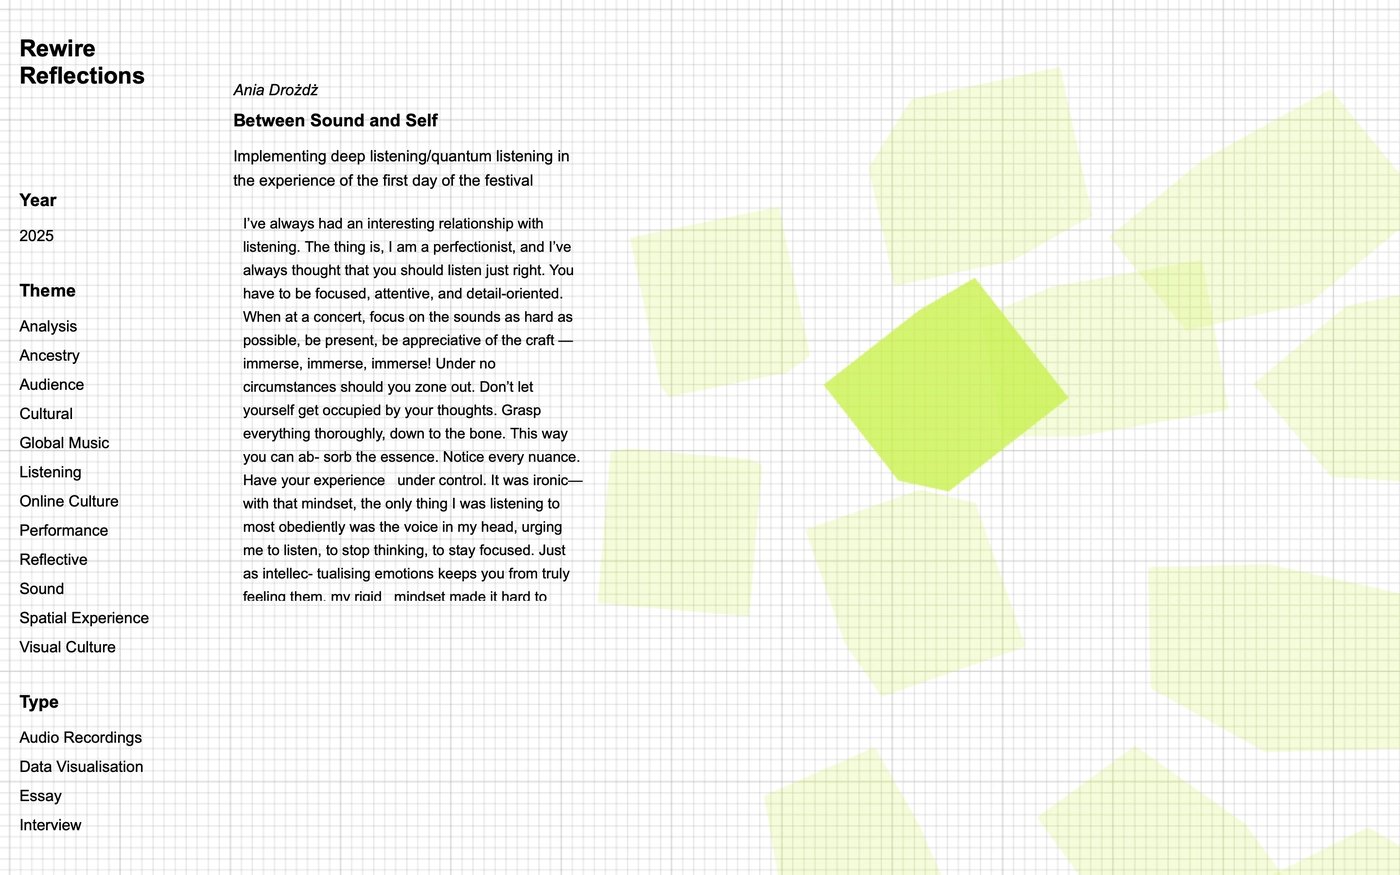 Rewire
Reflections
Year
2025
Theme
Analysis
Ancestry
Audience
Cultural
Global Music
Listening
Online Culture
Performance
Reflective
Sound
Spatial Experience
Visual Culture
Type
Audio Recordings
Data Visualisation
Essay
Interview
Ania Drożdż
Between Sound and Self
Implementing deep listening/quantum listening in
the experience of the first day of the festival
I’ve always had an interesting relationship with
listening. The thing is, I am a perfectionist, and I’ve
always thought that you should listen just right. You
have to be focused, attentive, and detail-oriented.
When at a concert, focus on the sounds as hard as
possible, be present, be appreciative of the craft —
immerse, immerse, immerse! Under no
circumstances should you zone out. Don’t let
yourself get occupied by your thoughts. Grasp
everything thoroughly, down to the bone. This way
you can ab- sorb the essence. Notice every nuance.
Have your experience   under control. It was ironic—
with that mindset, the only thing I was listening to
most obediently was the voice in my head, urging
me to listen, to stop thinking, to stay focused. Just
as intellec- tualising emotions keeps you from truly
feeling them, my rigid   mindset made it hard to